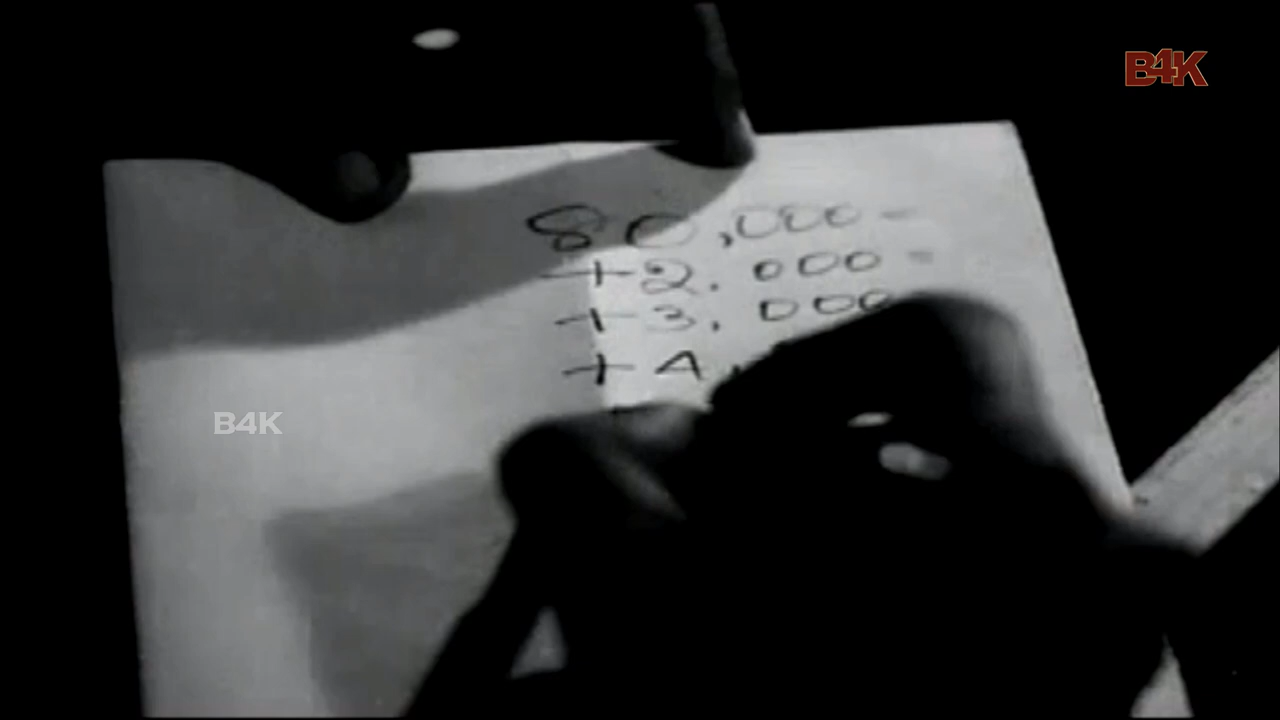 B4K
80,000 -
+ 2. 000 =
+ 3, 000
+ 4,
B4K